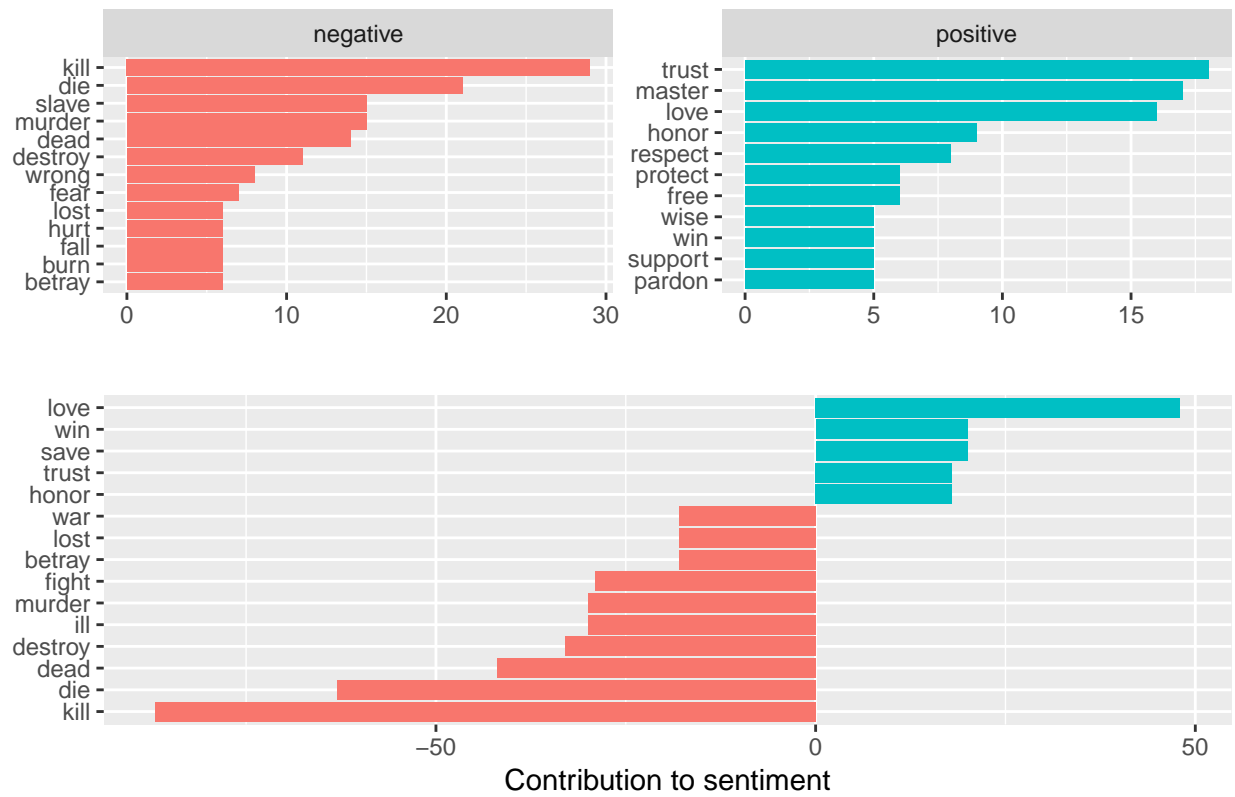 negative
kill
die
slave
murder
dead
destroy
wrong
fear
lost
hurt
fall
burn
betray
0 10 20 30
positive
trust
master
love
honor
respect
protect
free
wise
win
support
pardon
0 5 10 15
love
win
save
trust
honor
war
lost
betray
fight
murder
ill
destroy
dead
die
kill
−50 0 50
Contribution to sentiment